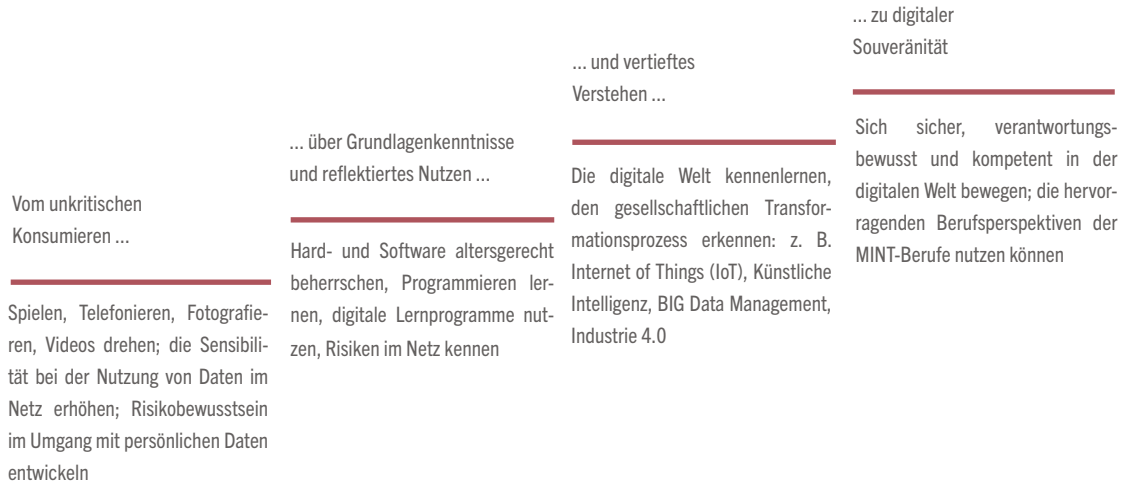 Vom unkritischen
Konsumieren ...
Spielen, Telefonieren, Fotografie-
ren, Videos drehen; die Sensibili-
tät bei der Nutzung von Daten im
Netz erhöhen; Risikobewusstsein
im Umgang mit persönlichen Daten
entwickeln
... über Grundlagenkenntnisse
und reflektiertes Nutzen ...
Hard- und Software altersgerecht
beherrschen, Programmieren ler-
nen, digitale Lernprogramme nut-
zen, Risiken im Netz kennen
... und vertieftes
Verstehen ...
Die digitale Welt kennenlernen,
den gesellschaftlichen Transfor-
mationsprozess erkennen: z. B.
Internet of Things (IoT), Künstliche
Intelligenz, BIG Data Management,
Industrie 4.0
... zu digitaler
Souveränität
Sich sicher, verantwortungs-
bewusst und kompetent in der
digitalen Welt bewegen; die hervor-
ragenden Berufsperspektiven der
MINT-Berufe nutzen können